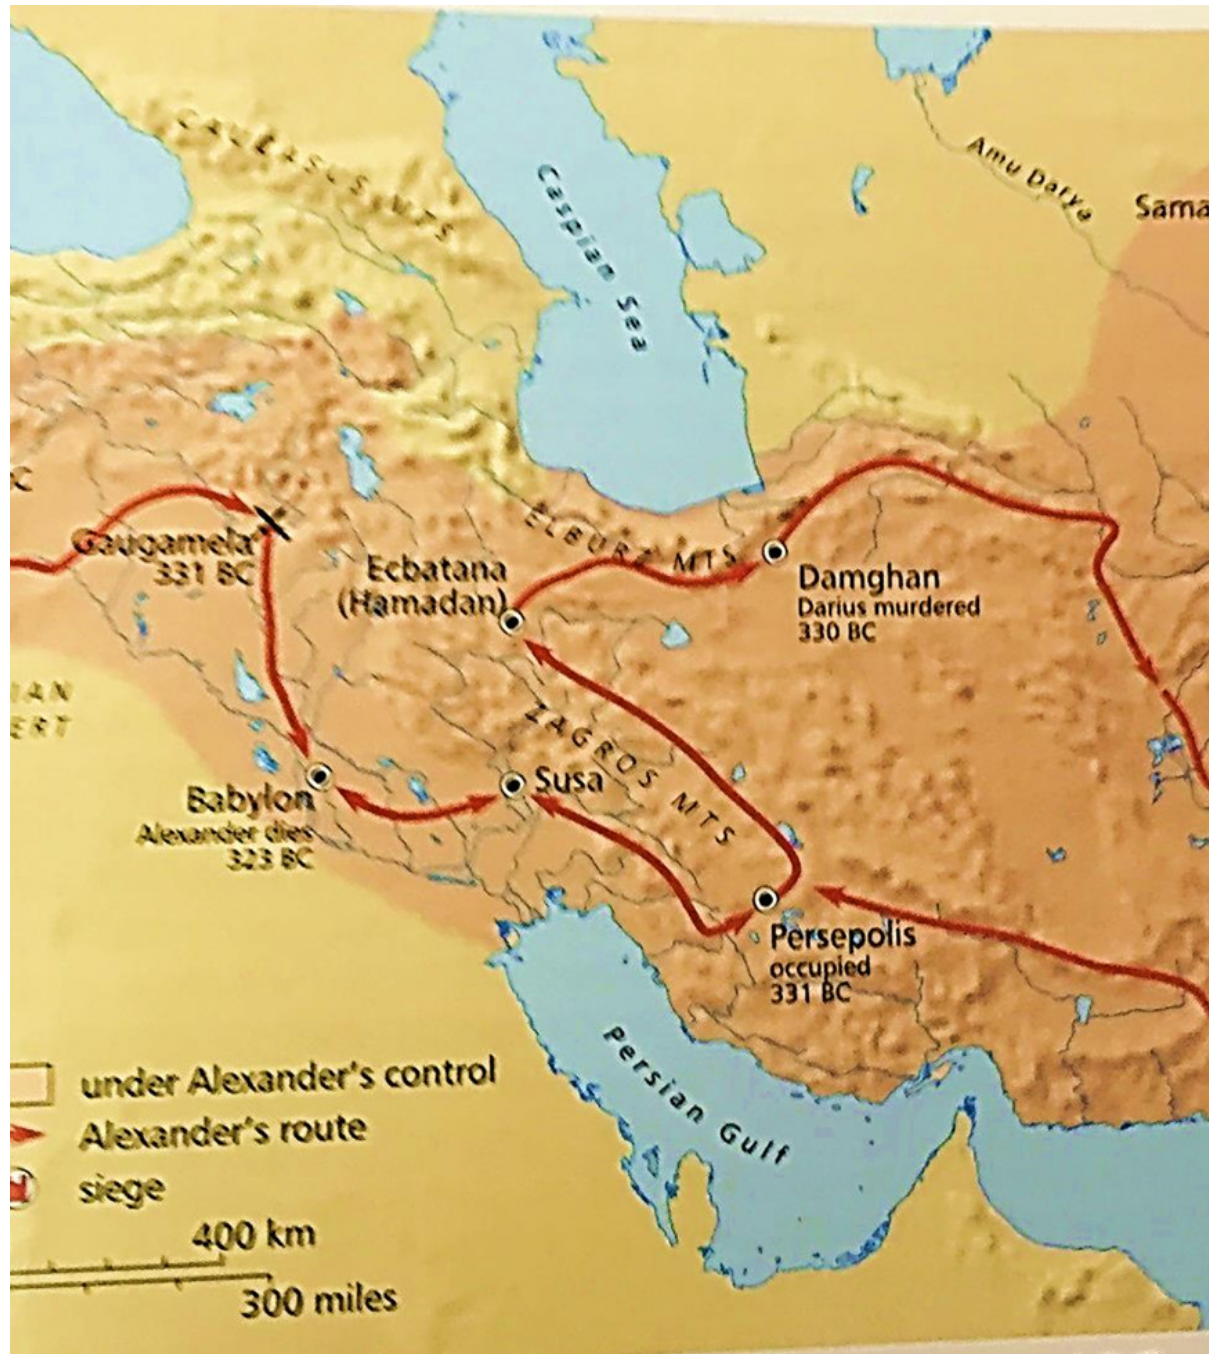 CAUCASUS MTS
Caspian Sea
Amu Darya
Sama
C
Gaugamela
331 BC
ELBURZ MTS
Ecbatana
(Hamadan)
Damghan
Darius murdered
330 BC
IAN
ERT
ZAGROS MTS
Babylon
Alexander dies
323 BC
Susa
Persepolis
occupied
331 BC
Persian Gulf
under Alexander's control
Alexander's route
siege
400 km
300 miles